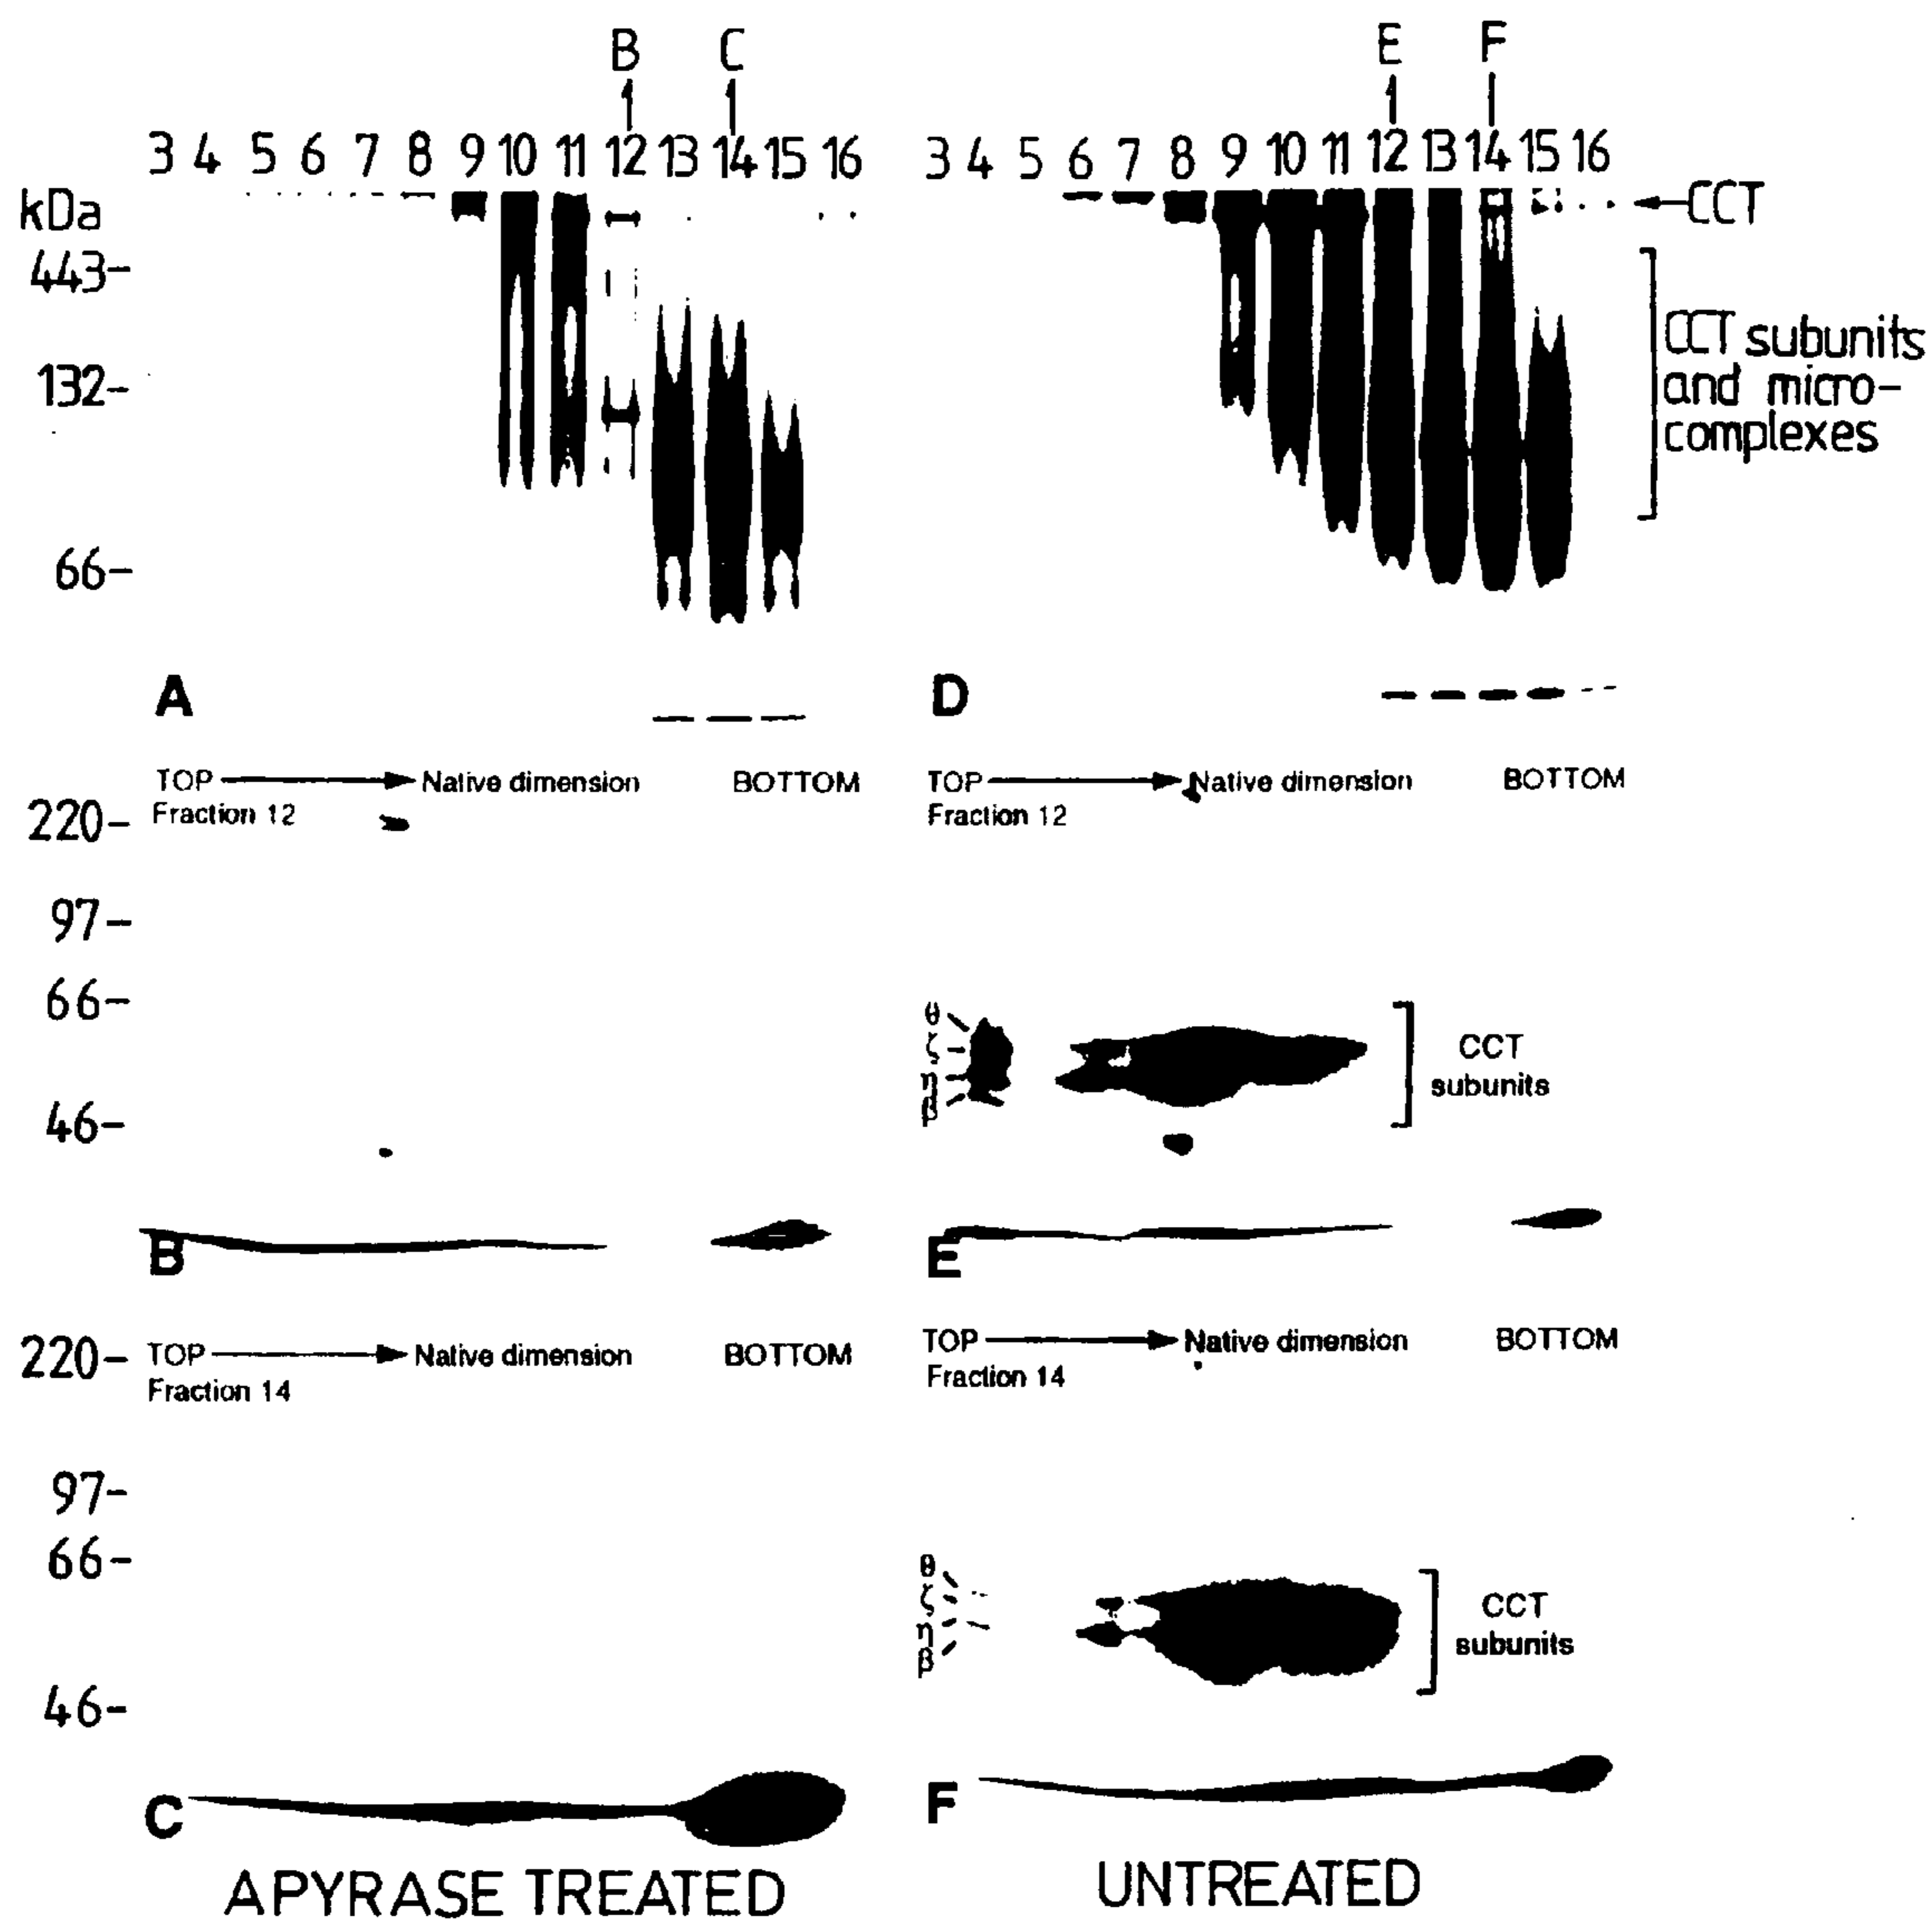 B C
E F
3 4 5 6 7 8 9 10 11 12 13 14 15 16
3 4 5 6 7 8 9 10 11 12 13 14 15 16
kDa
CCT
443-
132-
66-
CCT subunits
and micro-
complexes
A
D
TOP Native dimension BOTTOM
Fraction 12
TOP Native dimension BOTTOM
Fraction 12
220-
97-
66-
46-
θ
ζ
η
β
CCT
subunits
B
E
TOP Native dimension BOTTOM
Fraction 14
TOP Native dimension BOTTOM
Fraction 14
220-
97-
66-
46-
θ
ζ
η
β
CCT
subunits
C
F
APYRASE TREATED
UNTREATED